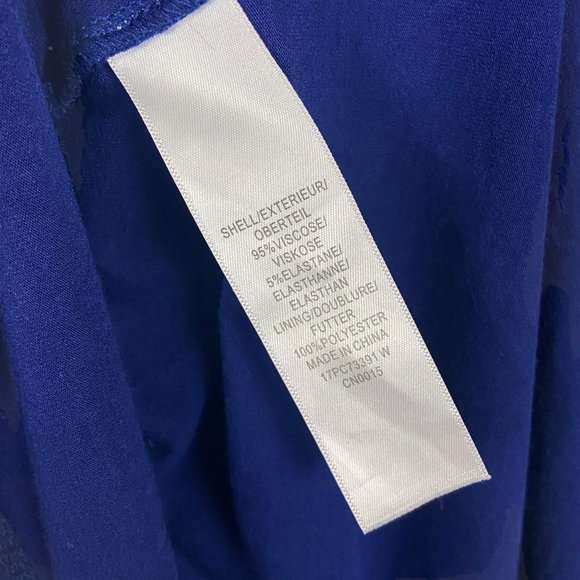 SHELL/EXTERIEUR/
OBERTEIL
95%VISCOSE/
VISKOSE
5%ELASTANE/
ELASTHANNE/
ELASTHAN
LINING/DOUBLURE/
FUTTER
100%POLYESTER
MADE IN CHINA
17PC73391 W
CN0015